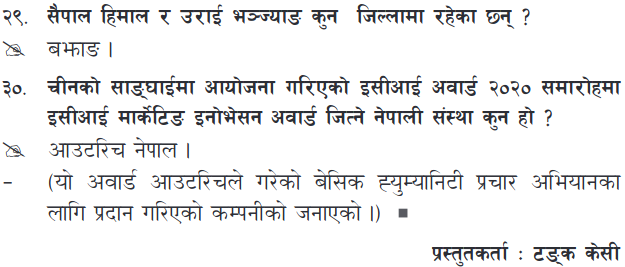 २९. सैपाल हिमाल र उराई भञ्ज्याङ कुन जिल्लामा रहेका छन् ?
बझाङ ।
३०. चीनको साङ्घाईमा आयोजना गरिएको इसीआई अवार्ड २०२० समारोहमा
इसीआई मार्केटिङ इनोभेसन अवार्ड जित्ने नेपाली संस्था कुन हो ?
आउटरिच नेपाल ।
– (यो अवार्ड आउटरिचले गरेको बेसिक ह्युम्यानिटी प्रचार अभियानका
लागि प्रदान गरिएको कम्पनीको जनाएको ।) ■
प्रस्तुतकर्ता : टङ्क केसी